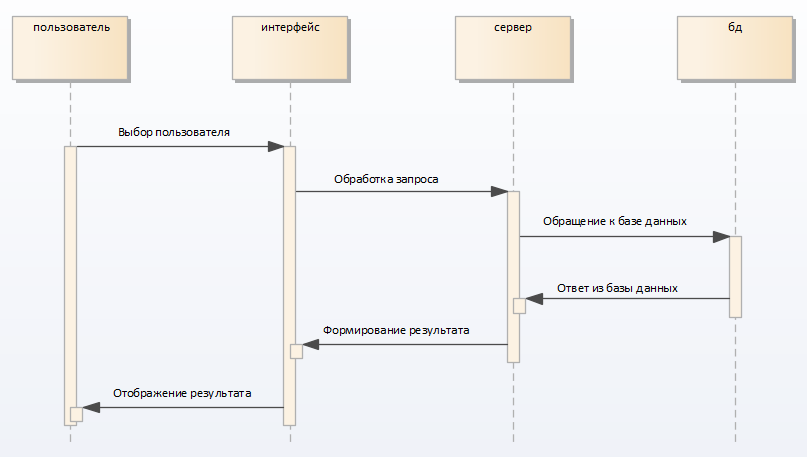 пользователь
интерфейс
сервер
бд
Выбор пользователя
Обработка запроса
Обращение к базе данных
Ответ из базы данных
Формирование результата
Отображение результата